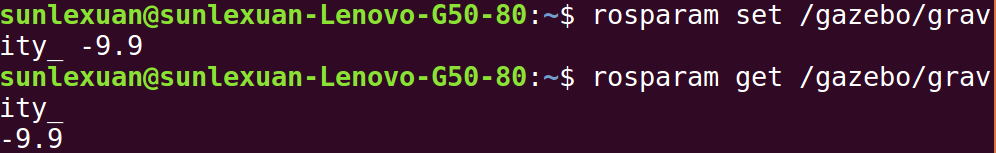 sunlexuan@sunlexuan-Lenovo-G50-80:~$ rosparam set /gazebo/grav
ity_ -9.9
sunlexuan@sunlexuan-Lenovo-G50-80:~$ rosparam get /gazebo/grav
ity_
-9.9